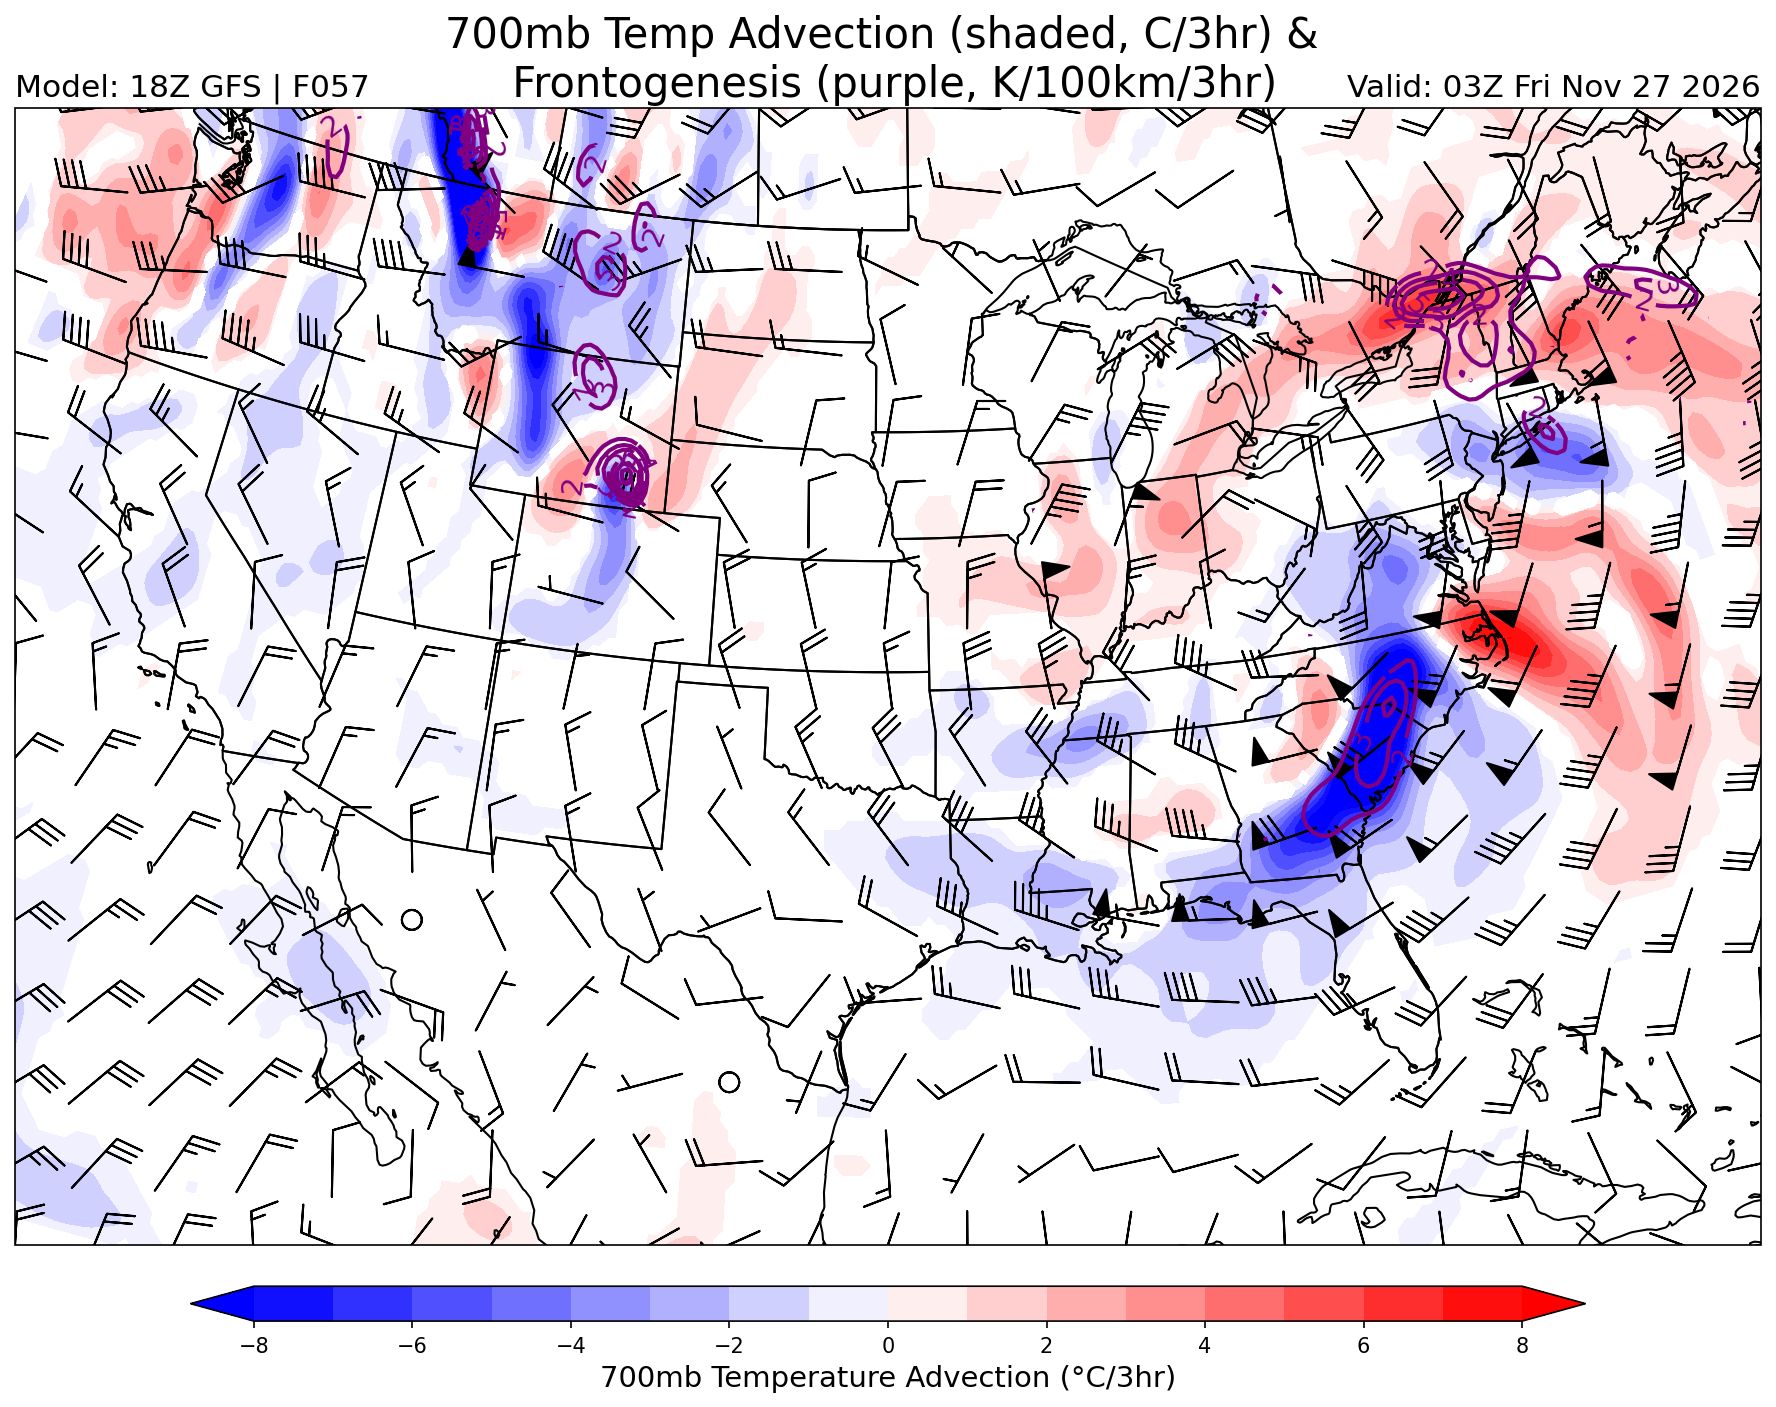 700mb Temp Advection (shaded, C/3hr) &
Frontogenesis (purple, K/100km/3hr)
Model: 18Z GFS | F057
Valid: 03Z Fri Nov 27 2026
−8 −6 −4 −2 0 2 4 6 8
700mb Temperature Advection (°C/3hr)